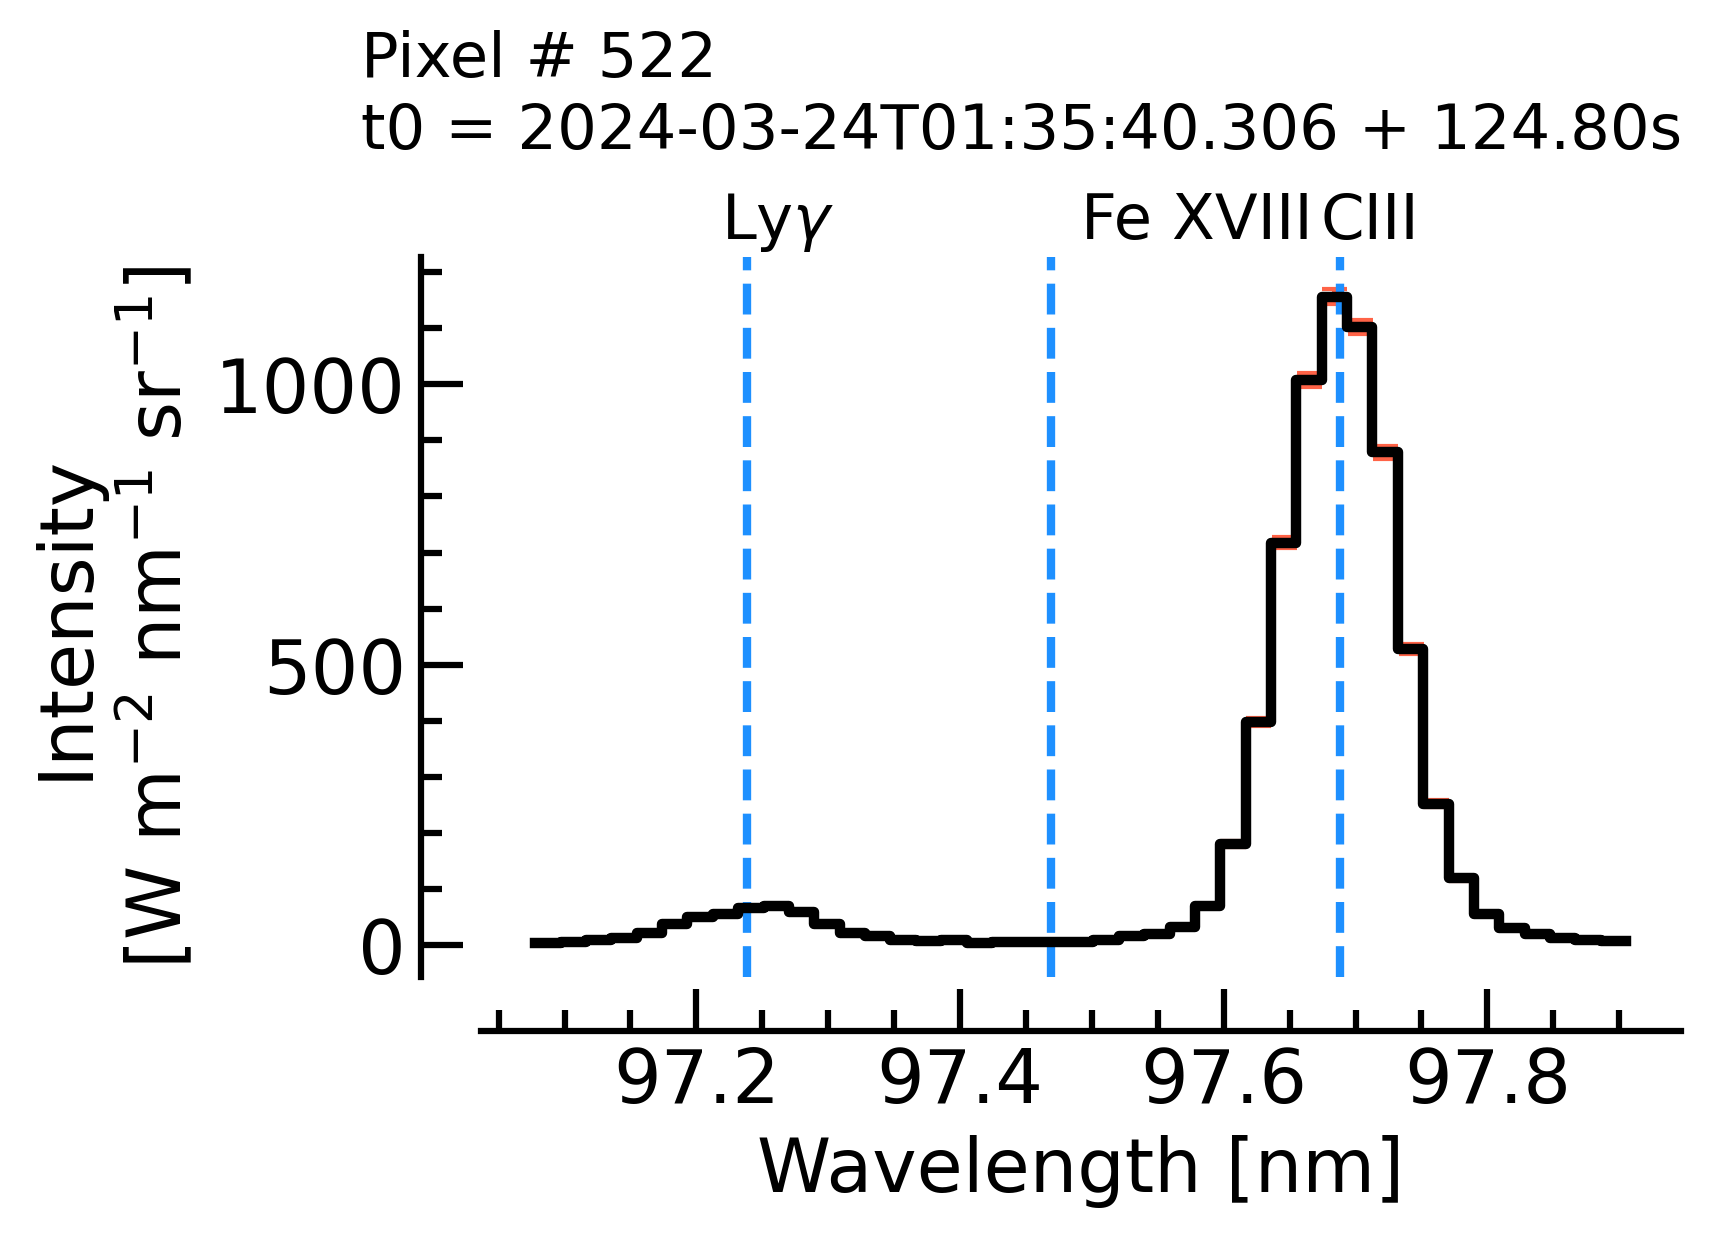 Pixel # 522
t0 = 2024-03-24T01:35:40.306 + 124.80s
Lyγ Fe XVIII CIII
Intensity
[W m⁻² nm⁻¹ sr⁻¹]
1000
500
0
97.2 97.4 97.6 97.8
Wavelength [nm]